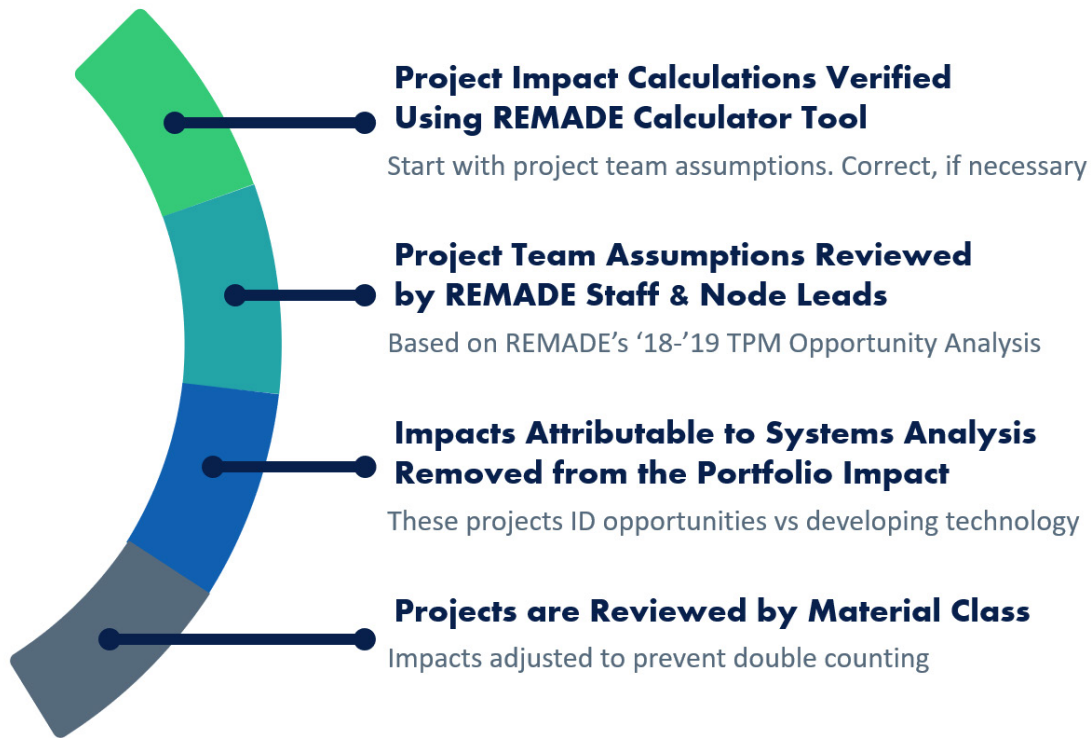 Project Impact Calculations Verified
Using REMADE Calculator Tool
Start with project team assumptions. Correct, if necessary
Project Team Assumptions Reviewed
by REMADE Staff & Node Leads
Based on REMADE’s ‘18-’19 TPM Opportunity Analysis
Impacts Attributable to Systems Analysis
Removed from the Portfolio Impact
These projects ID opportunities vs developing technology
Projects are Reviewed by Material Class
Impacts adjusted to prevent double counting